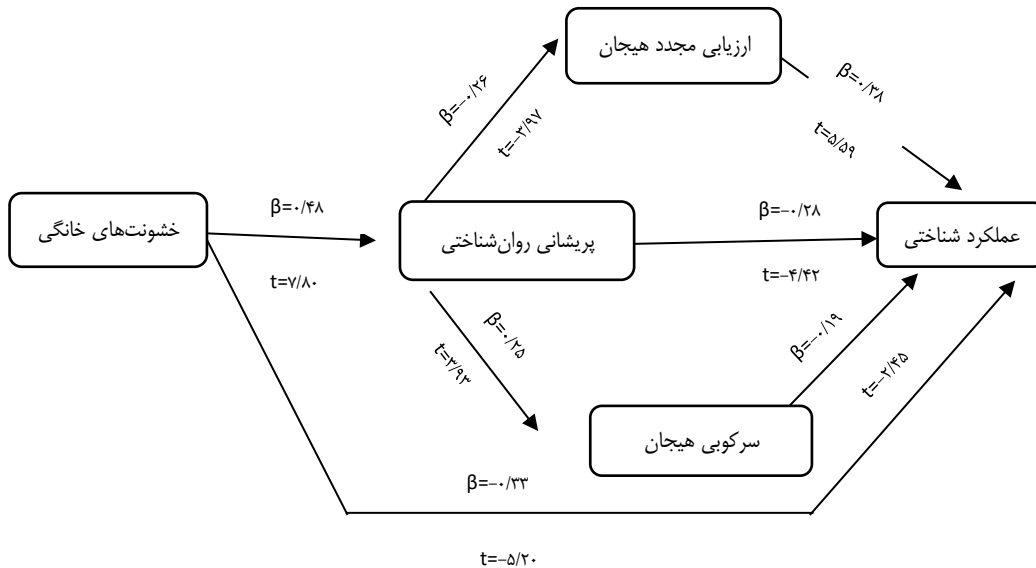 ارزیابی مجدد هیجان
β=-۰/۲۶
t=-۳/۹۷
β=۰/۳۸
t=۵/۵۹
خشونت‌های خانگی
β=۰/۴۸
t=۷/۸۰
پریشانی روان‌شناختی
β=-۰/۲۸
t=-۴/۴۲
عملکرد شناختی
β=۰/۲۵
t=۳/۹۳
β=-۰/۱۹
t=-۲/۴۵
سرکوبی هیجان
β=-۰/۳۳
t=-۵/۲۰